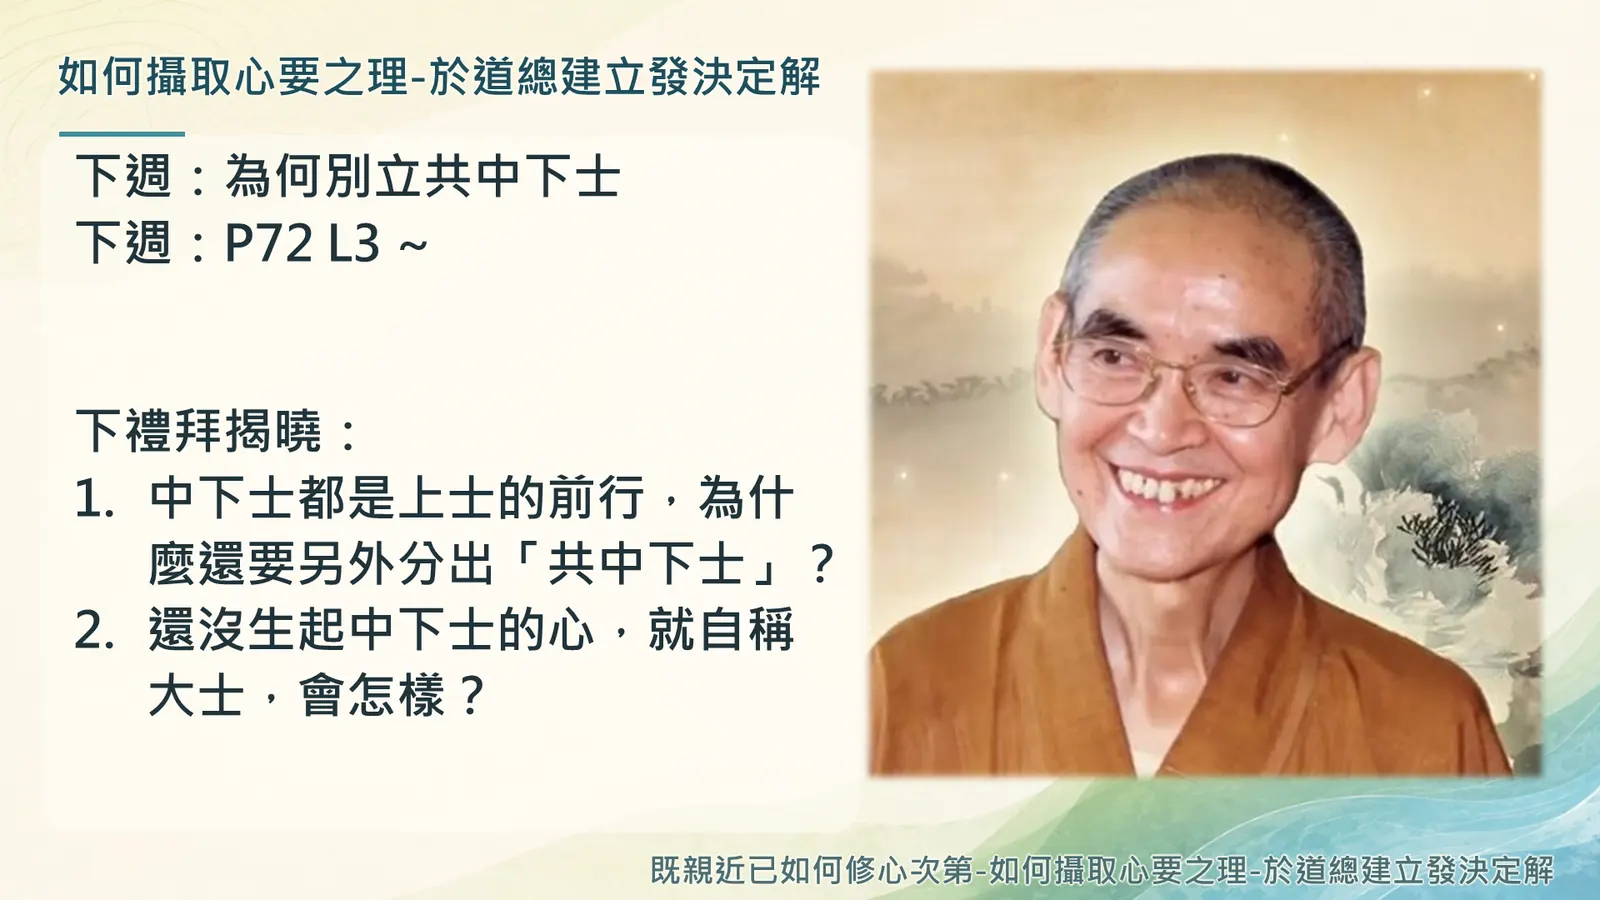 如何攝取心要之理-於道總建立發決定解
下週：為何別立共中下士
下週：P72 L3 ~
下禮拜揭曉：
1. 中下士都是上士的前行，為什
麼還要另外分出「共中下士」？
2. 還沒生起中下士的心，就自稱
大士，會怎樣？
既親近已如何修心次第-如何攝取心要之理-於道總建立發決定解